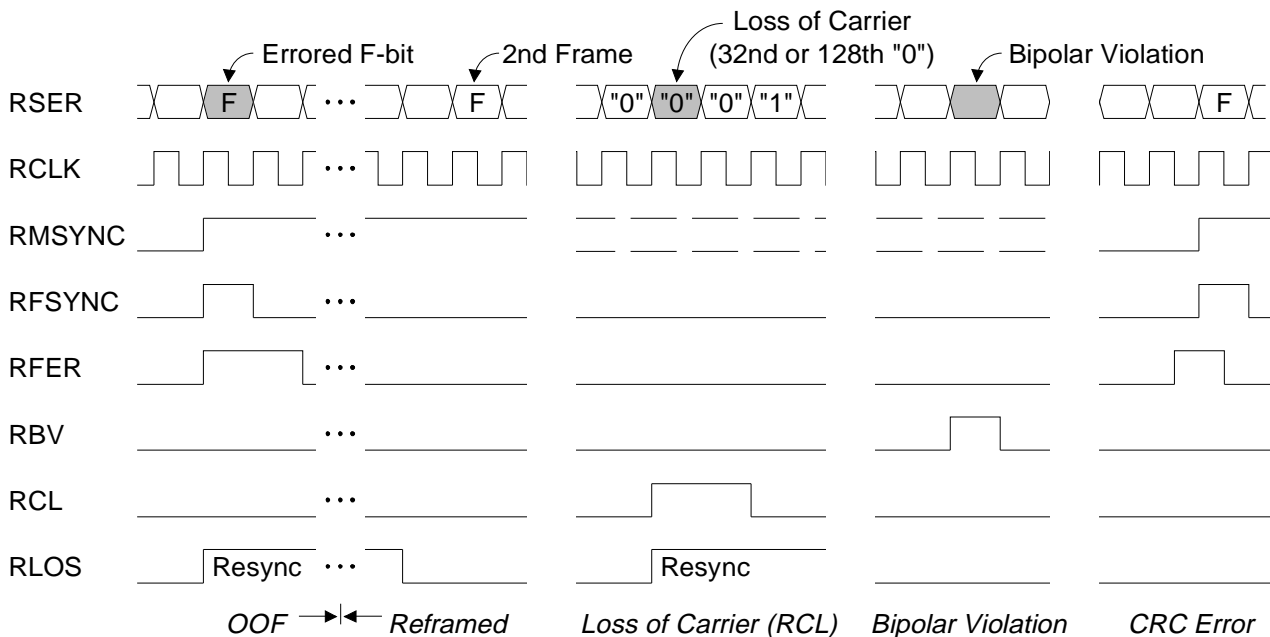 Loss of Carrier
Errored F-bit 2nd Frame (32nd or 128th "0") Bipolar Violation
RSER F ••• F "0" "0" "0" "1" F
RCLK •••
RMSYNC •••
RFSYNC •••
RFER •••
RBV •••
RCL •••
RLOS Resync ••• Resync
OOF Reframed Loss of Carrier (RCL) Bipolar Violation CRC Error